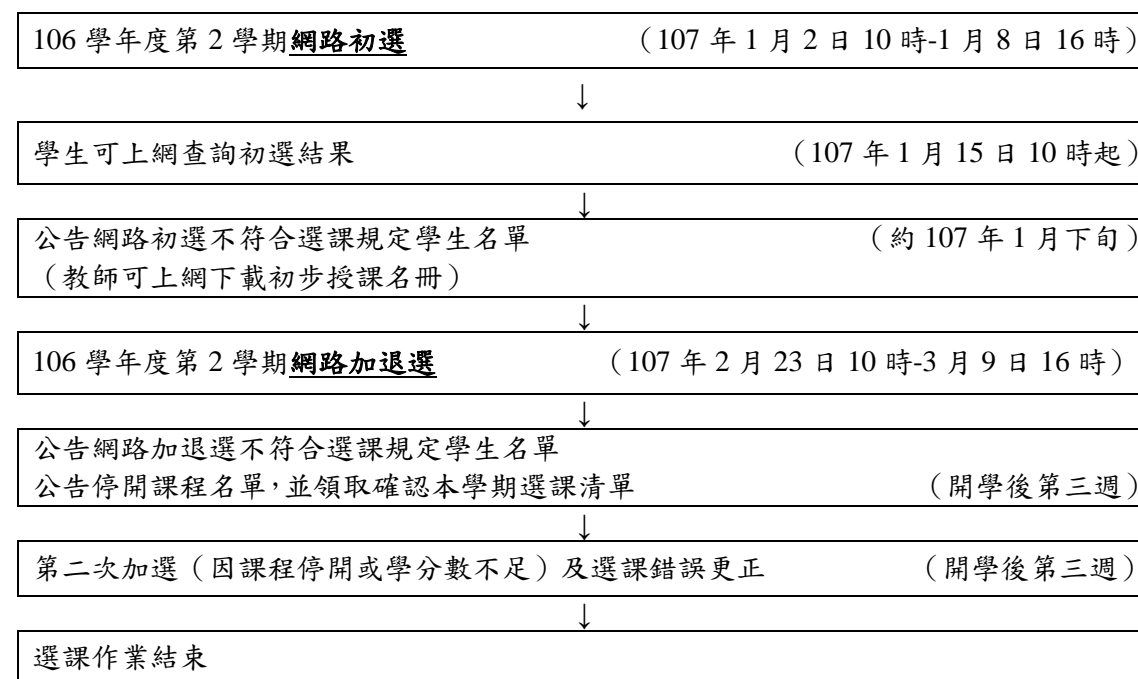 106 學年度第 2 學期網路初選 （107 年 1 月 2 日 10 時-1 月 8 日 16 時）
↓
學生可上網查詢初選結果 （107 年 1 月 15 日 10 時起）
↓
公告網路初選不符合選課規定學生名單 （約 107 年 1 月下旬）
（教師可上網下載初步授課名冊）
↓
106 學年度第 2 學期網路加退選 （107 年 2 月 23 日 10 時-3 月 9 日 16 時）
↓
公告網路加退選不符合選課規定學生名單
公告停開課程名單，並領取確認本學期選課清單 （開學後第三週）
↓
第二次加選（因課程停開或學分數不足）及選課錯誤更正 （開學後第三週）
↓
選課作業結束